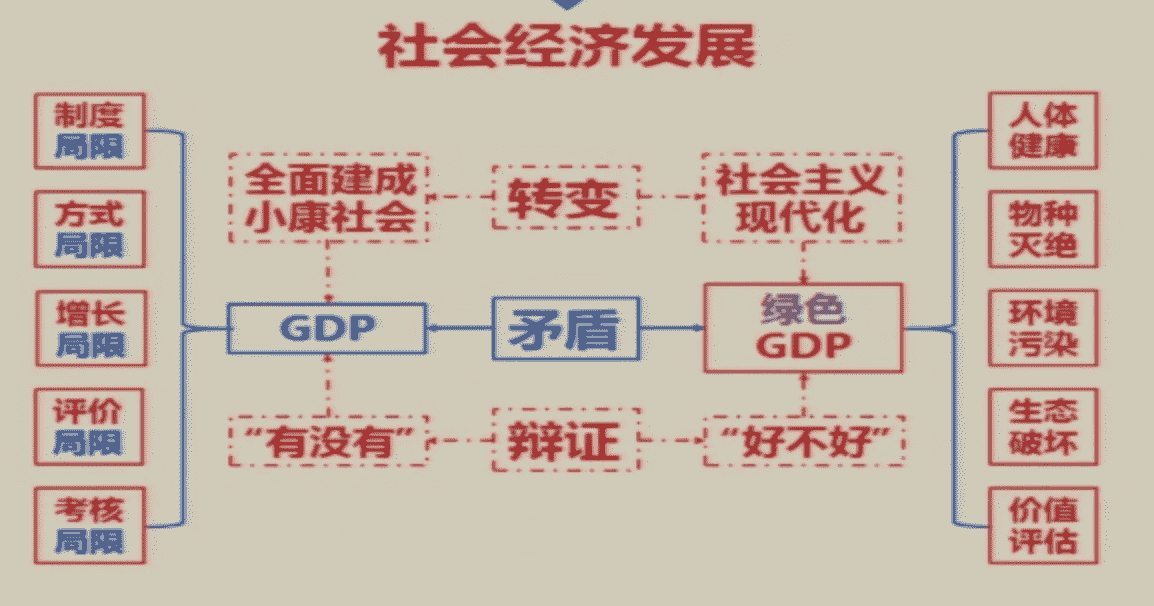 社会经济发展
制度
局限
方式
局限
增长
局限
评价
局限
考核
局限
全面建成
小康社会
转变
社会主义
现代化
GDP
矛盾
绿色
GDP
“有没有”
辩证
“好不好”
人体
健康
物种
灭绝
环境
污染
生态
破坏
价值
评估